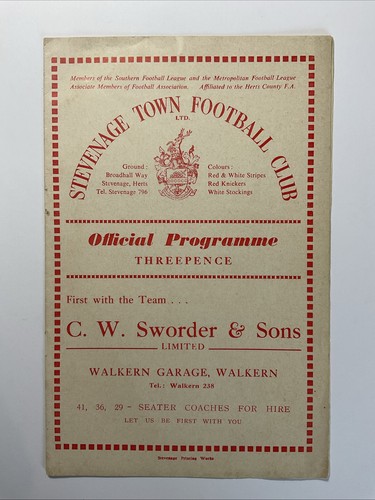 Members of the Southern Football League and the Metropolitan Football League
Associate Members of Football Association. Affiliated to the Herts County F.A.
STEVENAGE TOWN FOOTBALL CLUB
LTD.
Ground :
Broadhall Way
Stevenage, Herts
Tel. Stevenage 796
Colours :
Red & White Stripes
Red Knickers
White Stockings
Official Programme
THREEPENCE
First with the Team . . .
C. W. Sworder & Sons
LIMITED
WALKERN GARAGE, WALKERN
Tel.: Walkern 238
41, 36, 29 - SEATER COACHES FOR HIRE
LET US BE FIRST WITH YOU
Stevenage Printing Works